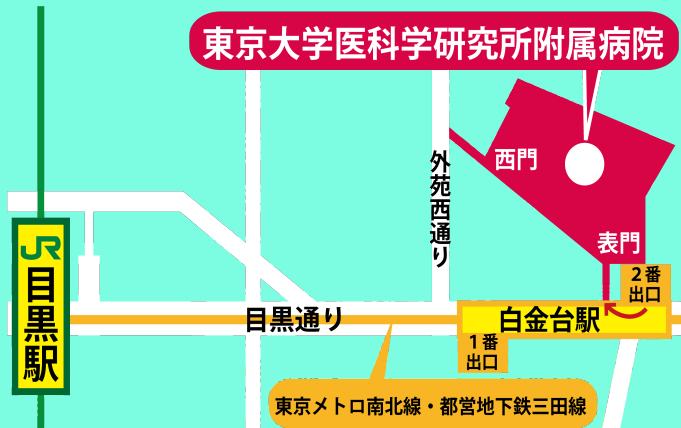 東京大学医科学研究所附属病院
西門
外苑西通り
表門
2番
出口
JR
目黒駅
目黒通り
白金台駅
1番
出口
東京メトロ南北線・都営地下鉄三田線